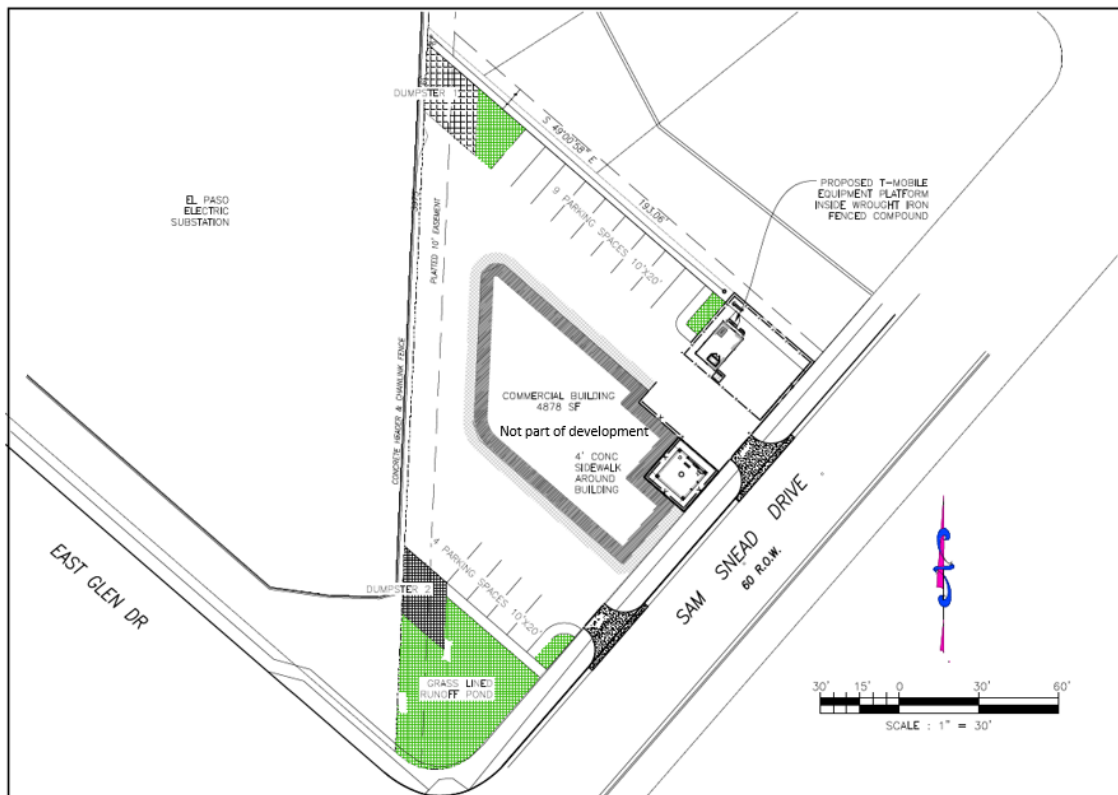 DUMPSTER 1
S 49°00'58" E
193.06'
9 PARKING SPACES 10'X20'
PROPOSED T-MOBILE
EQUIPMENT PLATFORM
INSIDE WROUGHT IRON
FENCED COMPOUND
EL PASO
ELECTRIC
SUBSTATION
PLATTED 10' EASEMENT
CONCRETE HEADER & CHAINLINK FENCE
COMMERCIAL BUILDING
4878 SF
Not part of development
4' CONC
SIDEWALK
AROUND
BUILDING
SAM SNEAD DRIVE
60 R.O.W.
EAST GLEN DR
4 PARKING SPACES 10'X20'
DUMPSTER 2
GRASS LINED
RUNOFF POND
30' 15' 0 30' 60'
SCALE : 1" = 30'